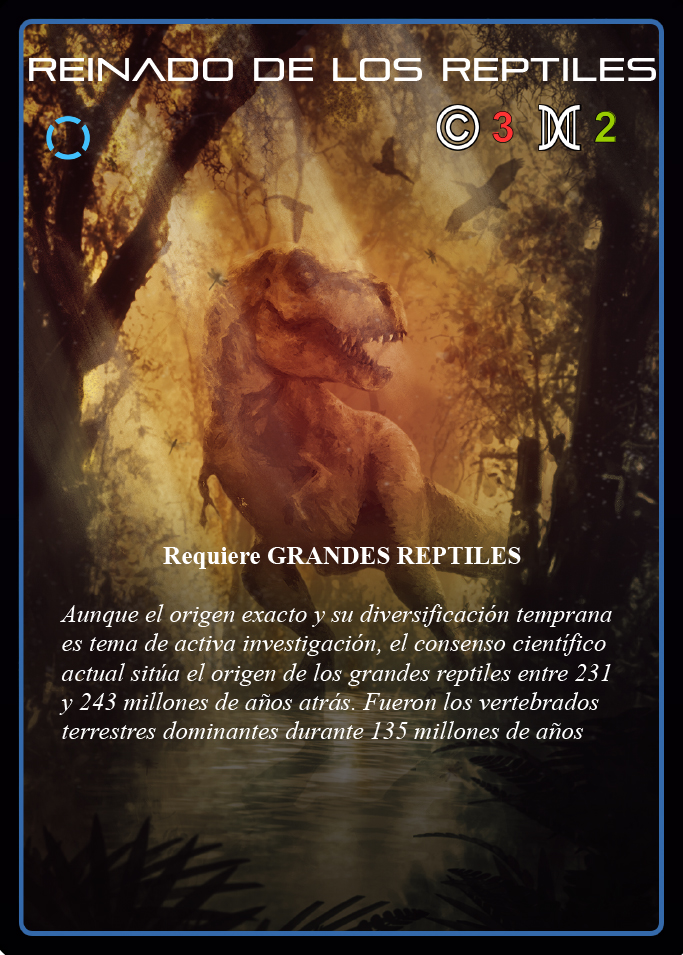 REINADO DE LOS REPTILES
© 3 2
Requiere GRANDES REPTILES
Aunque el origen exacto y su diversificación temprana
es tema de activa investigación, el consenso científico
actual sitúa el origen de los grandes reptiles entre 231
y 243 millones de años atrás. Fueron los vertebrados
terrestres dominantes durante 135 millones de años